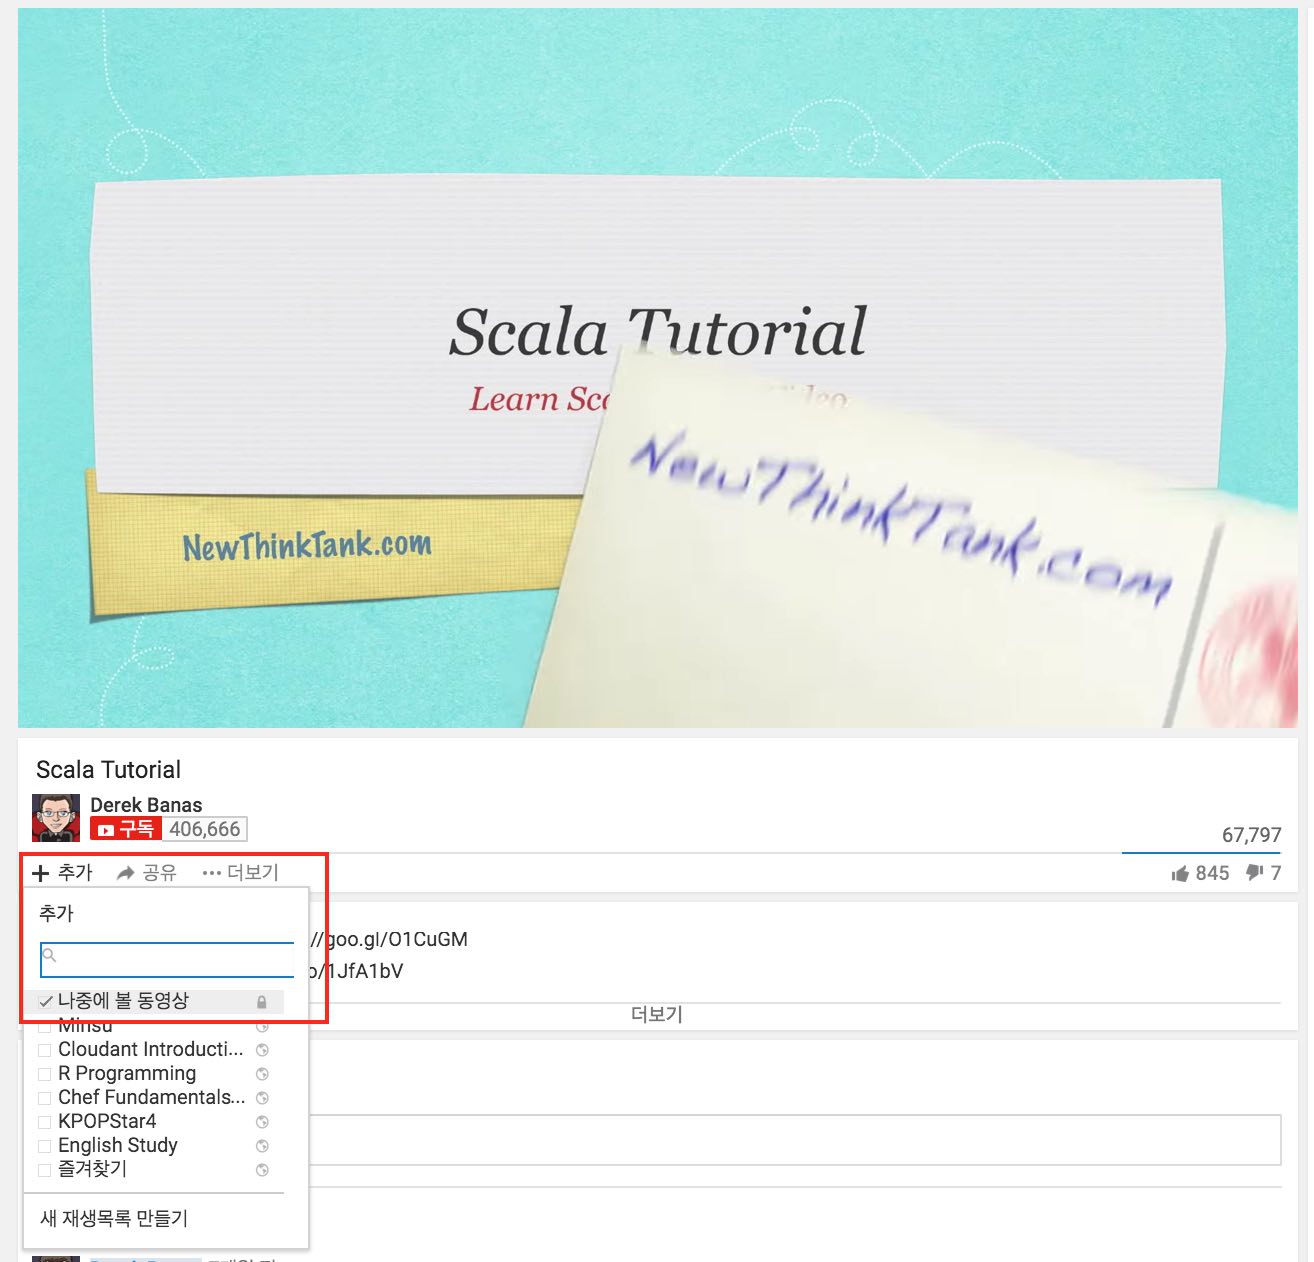 Scala Tutorial
Learn Sc
NewThinkTank.com
NewThinkTank.com
Scala Tutorial
Derek Banas
구독 406,666
67,797
추가 공유 더보기
845 7
추가
//goo.gl/O1CuGM
o/1JfA1bV
나중에 볼 동영상
더보기
Minsu
Cloudant Introducti...
R Programming
Chef Fundamentals...
KPOPStar4
English Study
즐겨찾기
새 재생목록 만들기